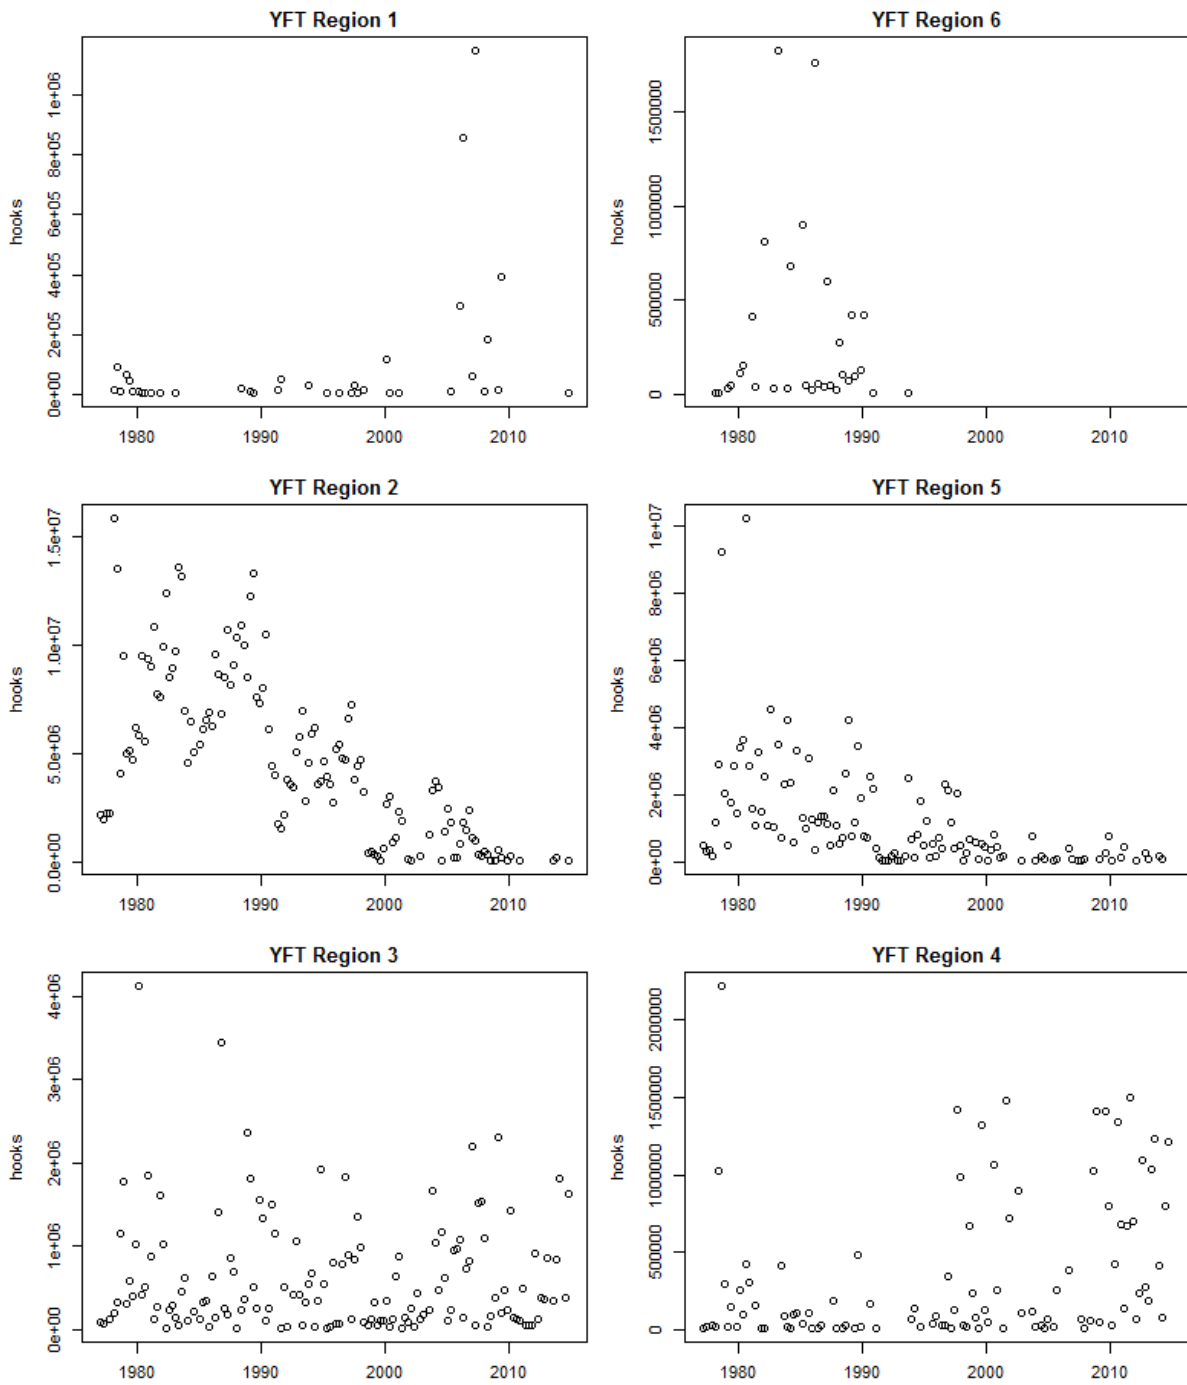 YFT Region 1
hooks
0e+00 2e+05 4e+05 6e+05 8e+05 1e+06
1980 1990 2000 2010
YFT Region 6
hooks
0 500000 1000000 1500000
1980 1990 2000 2010
YFT Region 2
hooks
0.0e+00 5.0e+06 1.0e+07 1.5e+07
1980 1990 2000 2010
YFT Region 5
hooks
0e+00 2e+06 4e+06 6e+06 8e+06 1e+07
1980 1990 2000 2010
YFT Region 3
hooks
0e+00 1e+06 2e+06 3e+06 4e+06
1980 1990 2000 2010
YFT Region 4
hooks
0 500000 1000000 1500000 2000000
1980 1990 2000 2010